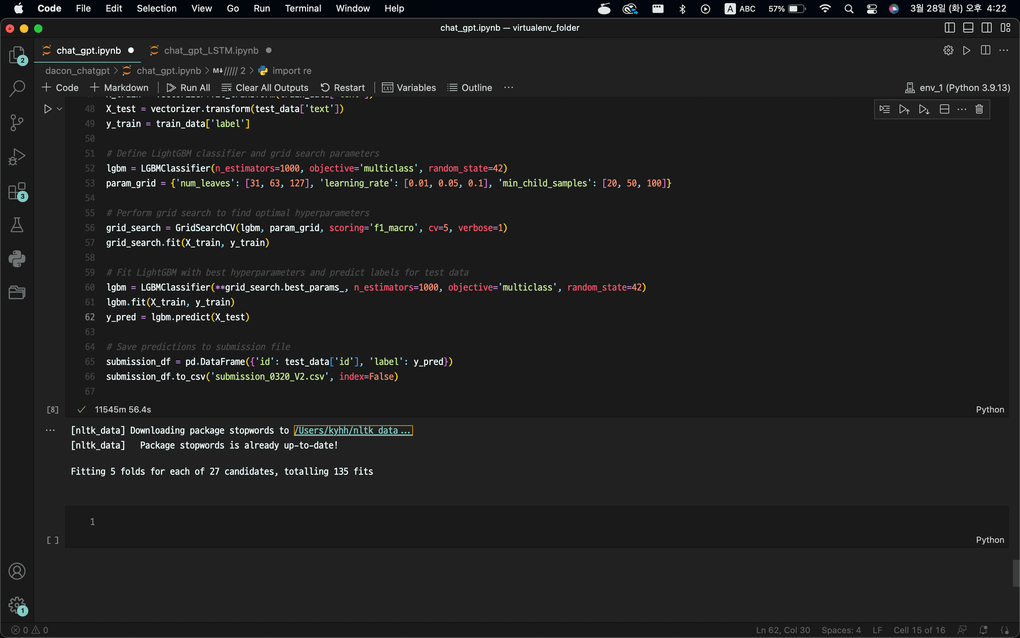 Code File Edit Selection View Go Run Terminal Window Help ABC 57% 3월 28일 (화) 오후 4:22
chat_gpt.ipynb — virtualenv_folder
chat_gpt.ipynb chat_gpt_LSTM.ipynb
dacon_chatgpt > chat_gpt.ipynb > M↓///// 2 > import re
+ Code + Markdown Run All Clear All Outputs Restart Variables Outline ... env_1 (Python 3.9.13)
48 X_test = vectorizer.transform(test_data['text'])
49 y_train = train_data['label']
50
51 # Define LightGBM classifier and grid search parameters
52 lgbm = LGBMClassifier(n_estimators=1000, objective='multiclass', random_state=42)
53 param_grid = {'num_leaves': [31, 63, 127], 'learning_rate': [0.01, 0.05, 0.1], 'min_child_samples': [20, 50, 100]}
54
55 # Perform grid search to find optimal hyperparameters
56 grid_search = GridSearchCV(lgbm, param_grid, scoring='f1_macro', cv=5, verbose=1)
57 grid_search.fit(X_train, y_train)
58
59 # Fit LightGBM with best hyperparameters and predict labels for test data
60 lgbm = LGBMClassifier(**grid_search.best_params_, n_estimators=1000, objective='multiclass', random_state=42)
61 lgbm.fit(X_train, y_train)
62 y_pred = lgbm.predict(X_test)
63
64 # Save predictions to submission file
65 submission_df = pd.DataFrame({'id': test_data['id'], 'label': y_pred})
66 submission_df.to_csv('submission_0320_V2.csv', index=False)
67
[8] ✓ 11545m 56.4s Python
... [nltk_data] Downloading package stopwords to /Users/kyhh/nltk_data...
[nltk_data] Package stopwords is already up-to-date!
Fitting 5 folds for each of 27 candidates, totalling 135 fits
1
[ ] Python
0 0 Ln 62, Col 30 Spaces: 4 LF Cell 15 of 16
2
3
1